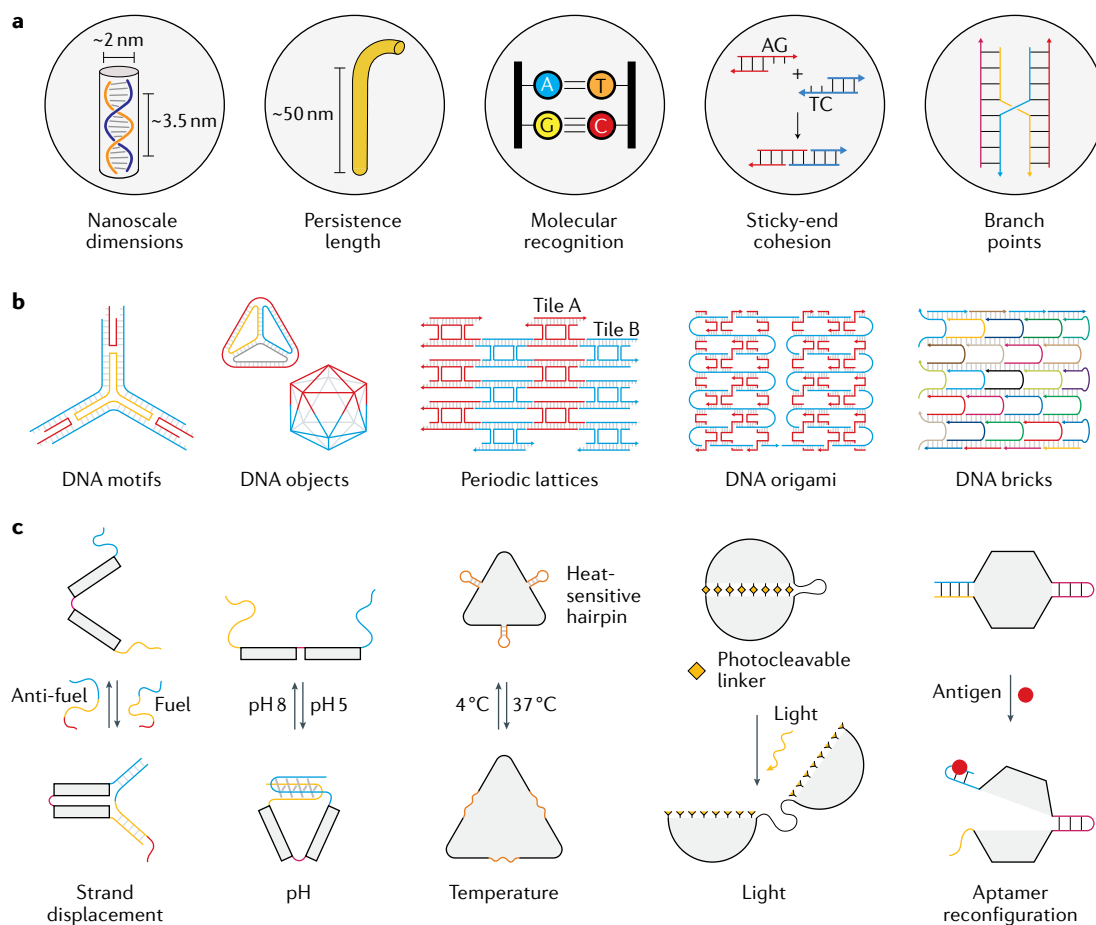 a
~2 nm
~3.5 nm
Nanoscale
dimensions
~50 nm
Persistence
length
A T
G C
Molecular
recognition
AG
+
TC
Sticky-end
cohesion
Branch
points
b
DNA motifs
DNA objects
Tile A
Tile B
Periodic lattices
DNA origami
DNA bricks
c
Anti-fuel
Fuel
Strand
displacement
pH 8
pH 5
pH
Heat-
sensitive
hairpin
4 °C
37 °C
Temperature
Photocleavable
linker
Light
Light
Antigen
Aptamer
reconfiguration